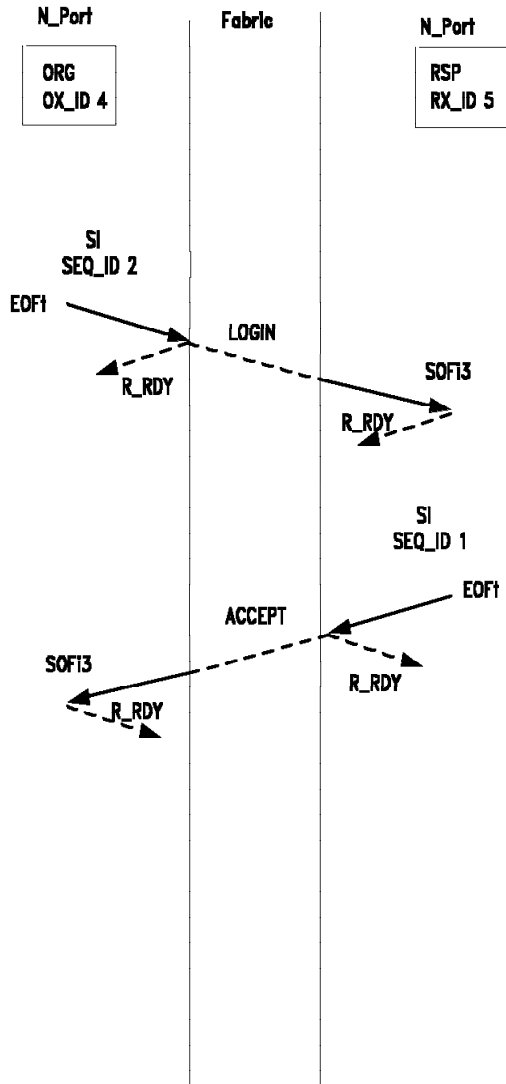 N_Port
Fabric
N_Port
ORG
OX_ID 4
RSP
RX_ID 5
SI
SEQ_ID 2
EOFt
LOGIN
SOFi3
R_RDY
R_RDY
SI
SEQ_ID 1
EOFt
ACCEPT
SOFi3
R_RDY
R_RDY